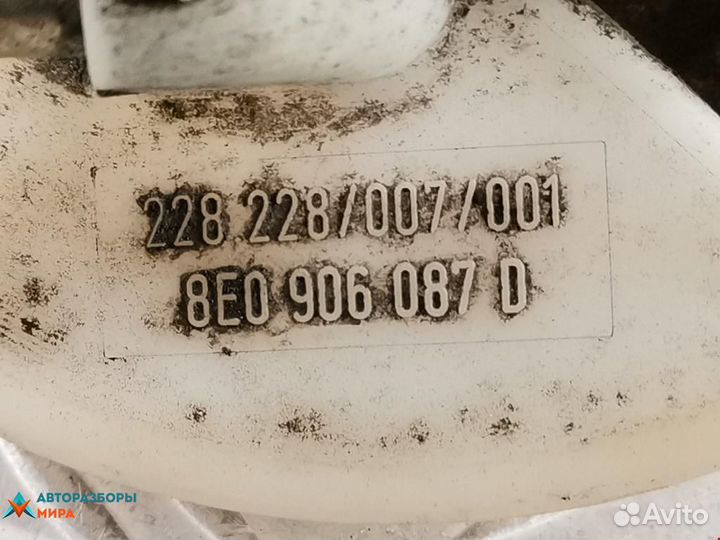 228.228/007/001
8E0 906 087 D
АВТОРАЗБОРЫ
МИРА
Avito